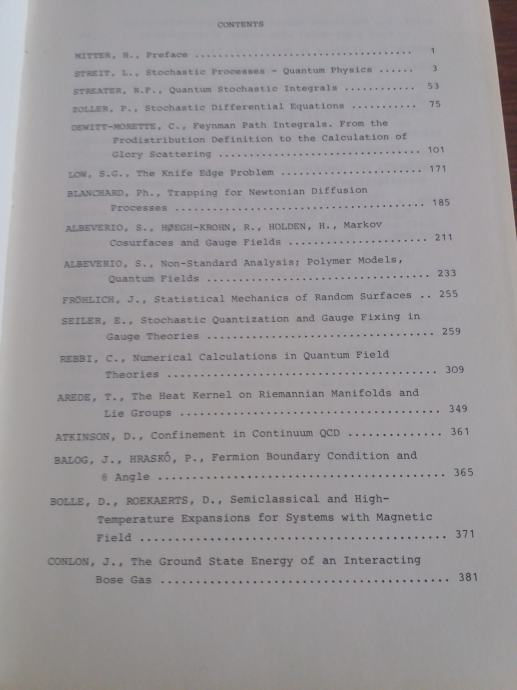 CONTENTS
MITTER, H., Preface ................................... 1
STREIT, L., Stochastic Processes - Quantum Physics ...... 3
STREATER, R.F., Quantum Stochastic Integrals ............ 53
ZOLLER, P., Stochastic Differential Equations ........... 75
DEWITT-MORETTE, C., Feynman Path Integrals. From the
Prodistribution Definition to the Calculation of
Glory Scattering ................................ 101
LOW, S.G., The Knife Edge Problem ....................... 171
BLANCHARD, Ph., Trapping for Newtonian Diffusion
Processes ....................................... 185
ALBEVERIO, S., HØEGH-KROHN, R., HOLDEN, H., Markov
Cosurfaces and Gauge Fields ..................... 211
ALBEVERIO, S., Non-Standard Analysis; Polymer Models,
Quantum Fields .................................. 233
FRÖHLICH, J., Statistical Mechanics of Random Surfaces .. 255
SEILER, E., Stochastic Quantization and Gauge Fixing in
Gauge Theories .................................. 259
REBBI, C., Numerical Calculations in Quantum Field
Theories ........................................ 309
AREDE, T., The Heat Kernel on Riemannian Manifolds and
Lie Groups ...................................... 349
ATKINSON, D., Confinement in Continuum QCD .............. 361
BALOG, J., HRASKÓ, P., Fermion Boundary Condition and
θ Angle ......................................... 365
BOLLE, D., ROEKAERTS, D., Semiclassical and High-
Temperature Expansions for Systems with Magnetic
Field ........................................... 371
CONLON, J., The Ground State Energy of an Interacting
Bose Gas ........................................ 381